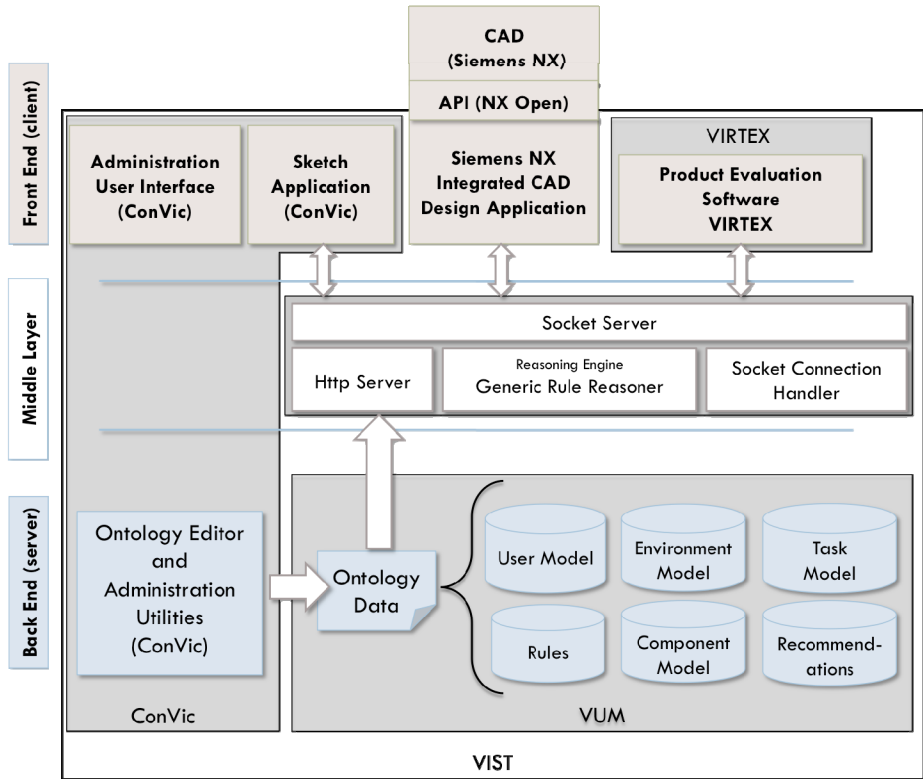 CAD
(Siemens NX)
API (NX Open)
Siemens NX
Integrated CAD
Design Application
Front End (client)
Administration
User Interface
(ConVic)
Sketch
Application
(ConVic)
VIRTEX
Product Evaluation
Software
VIRTEX
Middle Layer
Socket Server
Http Server
Reasoning Engine
Generic Rule Reasoner
Socket Connection
Handler
Back End (server)
Ontology Editor
and
Administration
Utilities
(ConVic)
Ontology
Data
User Model
Environment
Model
Task
Model
Rules
Component
Model
Recommend-
ations
ConVic
VUM
VIST